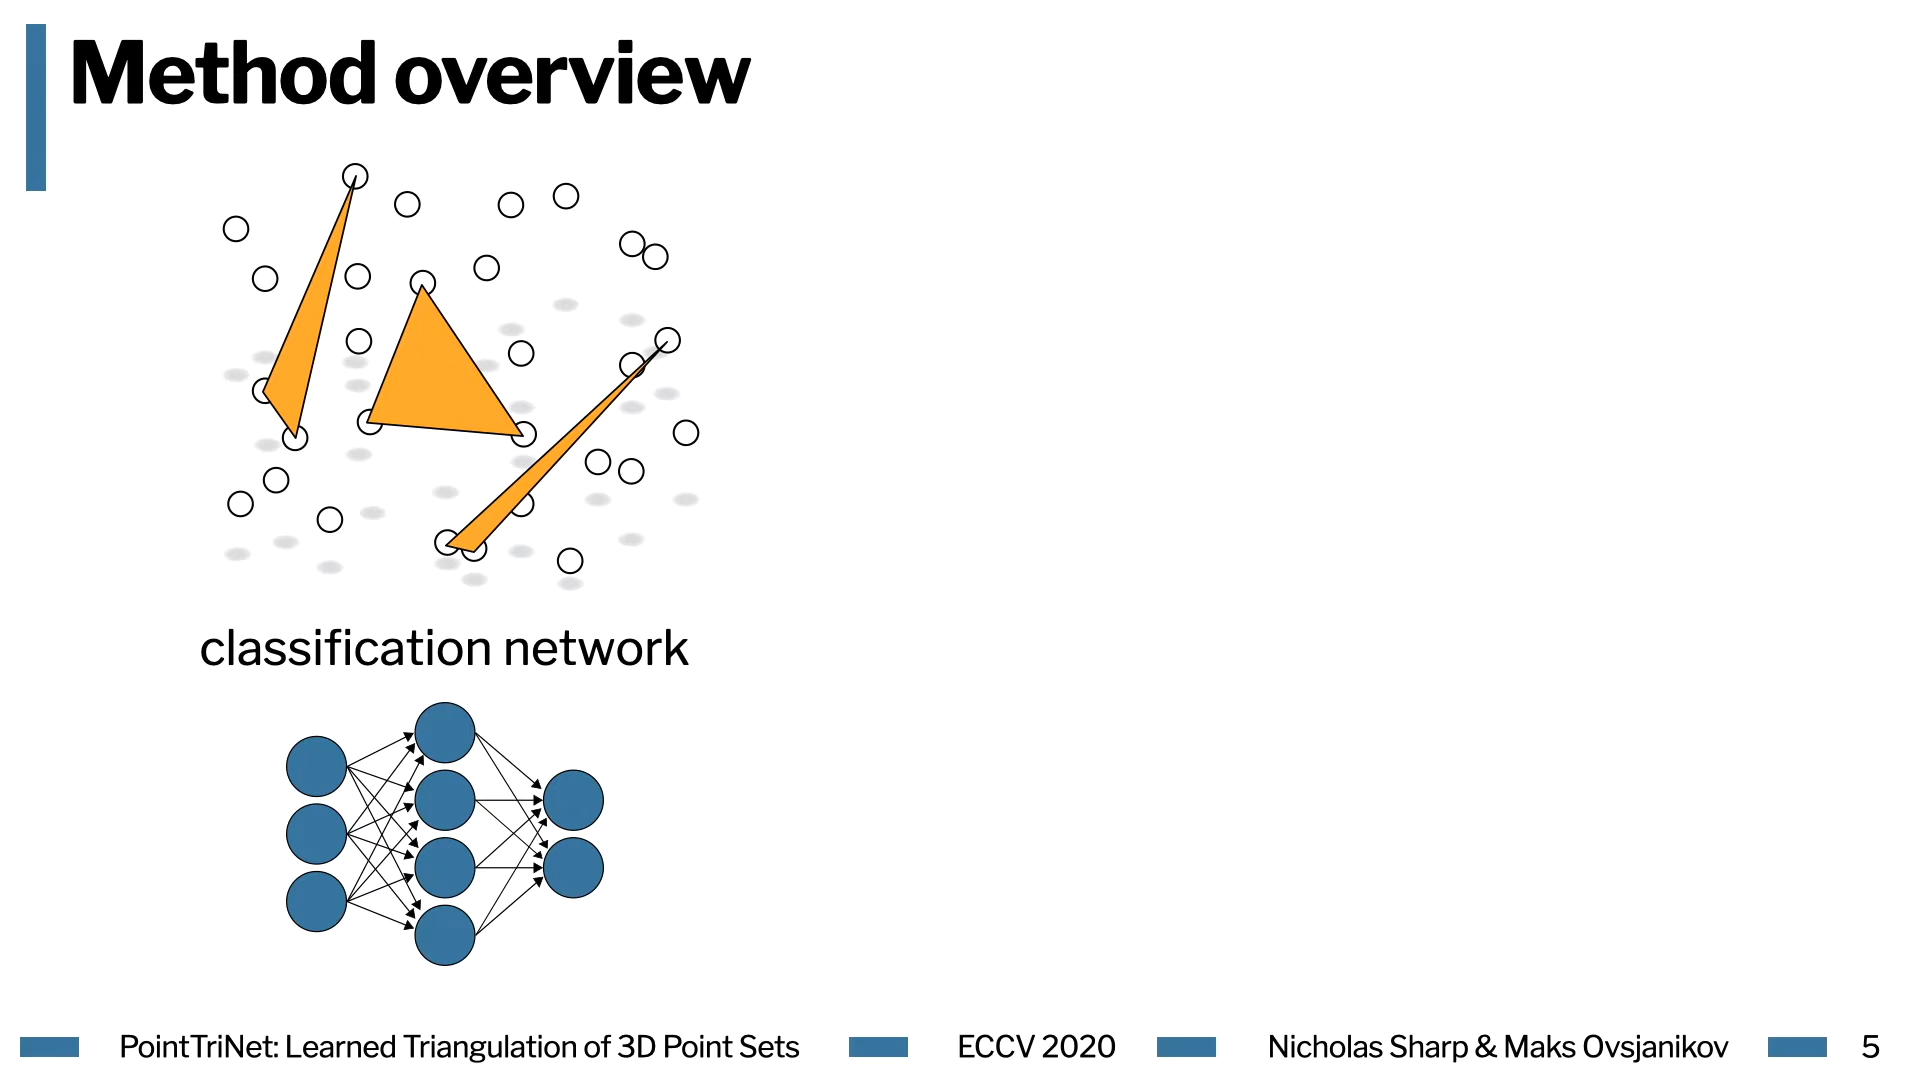 Method overview
classification network
PointTriNet: Learned Triangulation of 3D Point Sets
ECCV 2020
Nicholas Sharp & Maks Ovsjanikov
5